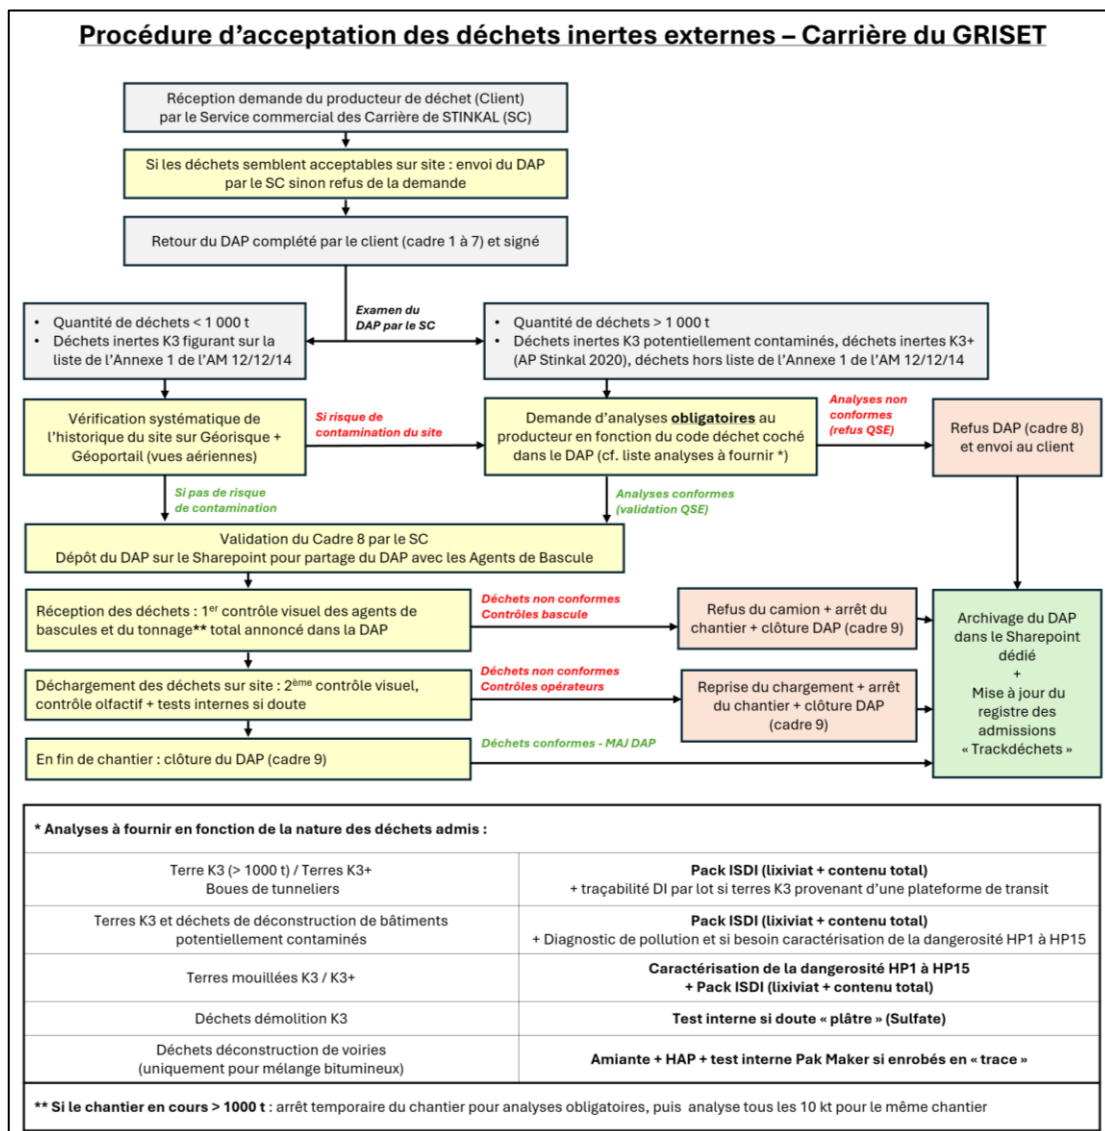 Procédure d’acceptation des déchets inertes externes – Carrière du GRISET
Réception demande du producteur de déchet (Client)
par le Service commercial des Carrière de STINKAL (SC)
Si les déchets semblent acceptables sur site : envoi du DAP
par le SC sinon refus de la demande
Retour du DAP complété par le client (cadre 1 à 7) et signé
Examen du
DAP par le SC
• Quantité de déchets < 1 000 t
• Déchets inertes K3 figurant sur la
liste de l’Annexe 1 de l’AM 12/12/14
• Quantité de déchets > 1 000 t
• Déchets inertes K3 potentiellement contaminés, déchets inertes K3+
(AP Stinkal 2020), déchets hors liste de l’Annexe 1 de l’AM 12/12/14
Vérification systématique de
l’historique du site sur Géorisque +
Géoportail (vues aériennes)
Si risque de
contamination du site
Demande d’analyses obligatoires au
producteur en fonction du code déchet coché
dans le DAP (cf. liste analyses à fournir *)
Analyses non
conformes
(refus QSE)
Refus DAP (cadre 8)
et envoi au client
Si pas de risque
de contamination
Analyses conformes
(validation QSE)
Validation du Cadre 8 par le SC
Dépôt du DAP sur le Sharepoint pour partage du DAP avec les Agents de Bascule
Réception des déchets : 1er contrôle visuel des agents de
bascules et du tonnage** total annoncé dans la DAP
Déchets non conformes
Contrôles bascule
Refus du camion + arrêt du
chantier + clôture DAP (cadre 9)
Déchargement des déchets sur site : 2ème contrôle visuel,
contrôle olfactif + tests internes si doute
Déchets non conformes
Contrôles opérateurs
Reprise du chargement + arrêt
du chantier + clôture DAP
(cadre 9)
En fin de chantier : clôture du DAP (cadre 9)
Déchets conformes - MAJ DAP
Archivage du DAP
dans le Sharepoint
dédié
+
Mise à jour du
registre des
admissions
« Trackdéchets »
* Analyses à fournir en fonction de la nature des déchets admis :
Terre K3 (> 1000 t) / Terres K3+
Boues de tunneliers
Pack ISDI (lixiviat + contenu total)
+ traçabilité DI par lot si terres K3 provenant d’une plateforme de transit
Terres K3 et déchets de déconstruction de bâtiments
potentiellement contaminés
Pack ISDI (lixiviat + contenu total)
+ Diagnostic de pollution et si besoin caractérisation de la dangerosité HP1 à HP15
Terres mouillées K3 / K3+
Caractérisation de la dangerosité HP1 à HP15
+ Pack ISDI (lixiviat + contenu total)
Déchets démolition K3
Test interne si doute « plâtre » (Sulfate)
Déchets déconstruction de voiries
(uniquement pour mélange bitumineux)
Amiante + HAP + test interne Pak Maker si enrobés en « trace »
** Si le chantier en cours > 1000 t : arrêt temporaire du chantier pour analyses obligatoires, puis analyse tous les 10 kt pour le même chantier